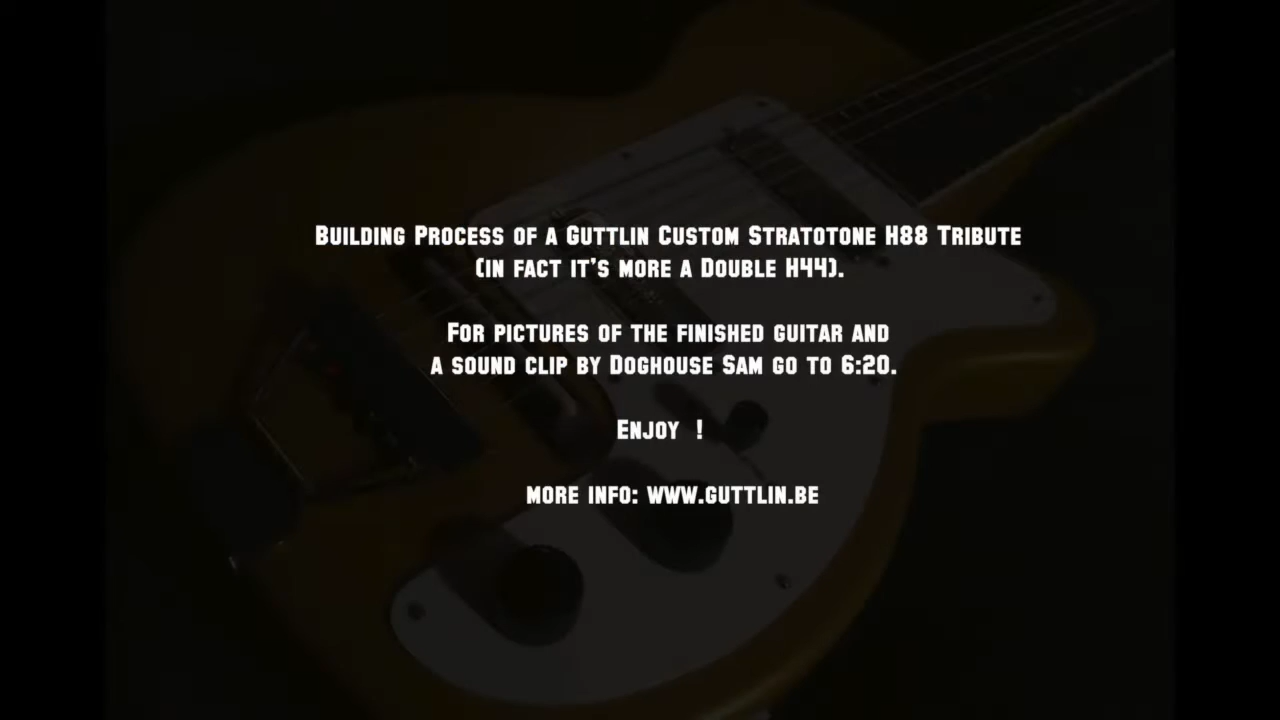 Building Process of a Guttlin Custom Stratotone H88 Tribute
(in fact it's more a Double H44).
For pictures of the finished guitar and
a sound clip by Doghouse Sam go to 6:20.
Enjoy !
more info: www.guttlin.be